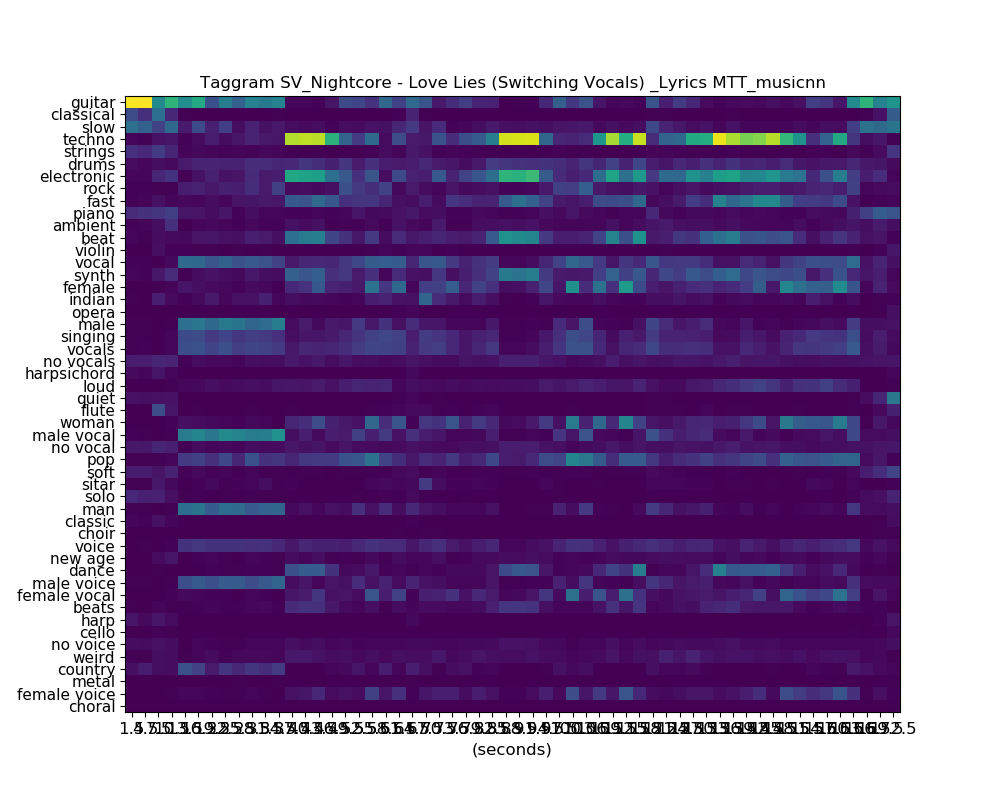 Taggram SV_Nightcore - Love Lies (Switching Vocals) _Lyrics MTT_musicnn
guitar
classical
slow
techno
strings
drums
electronic
rock
fast
piano
ambient
beat
violin
vocal
synth
female
indian
opera
male
singing
vocals
no vocals
harpsichord
loud
quiet
flute
woman
male vocal
no vocal
pop
soft
sitar
solo
man
classic
choir
voice
new age
dance
male voice
female vocal
beats
harp
cello
no voice
weird
country
metal
female voice
choral
(seconds)